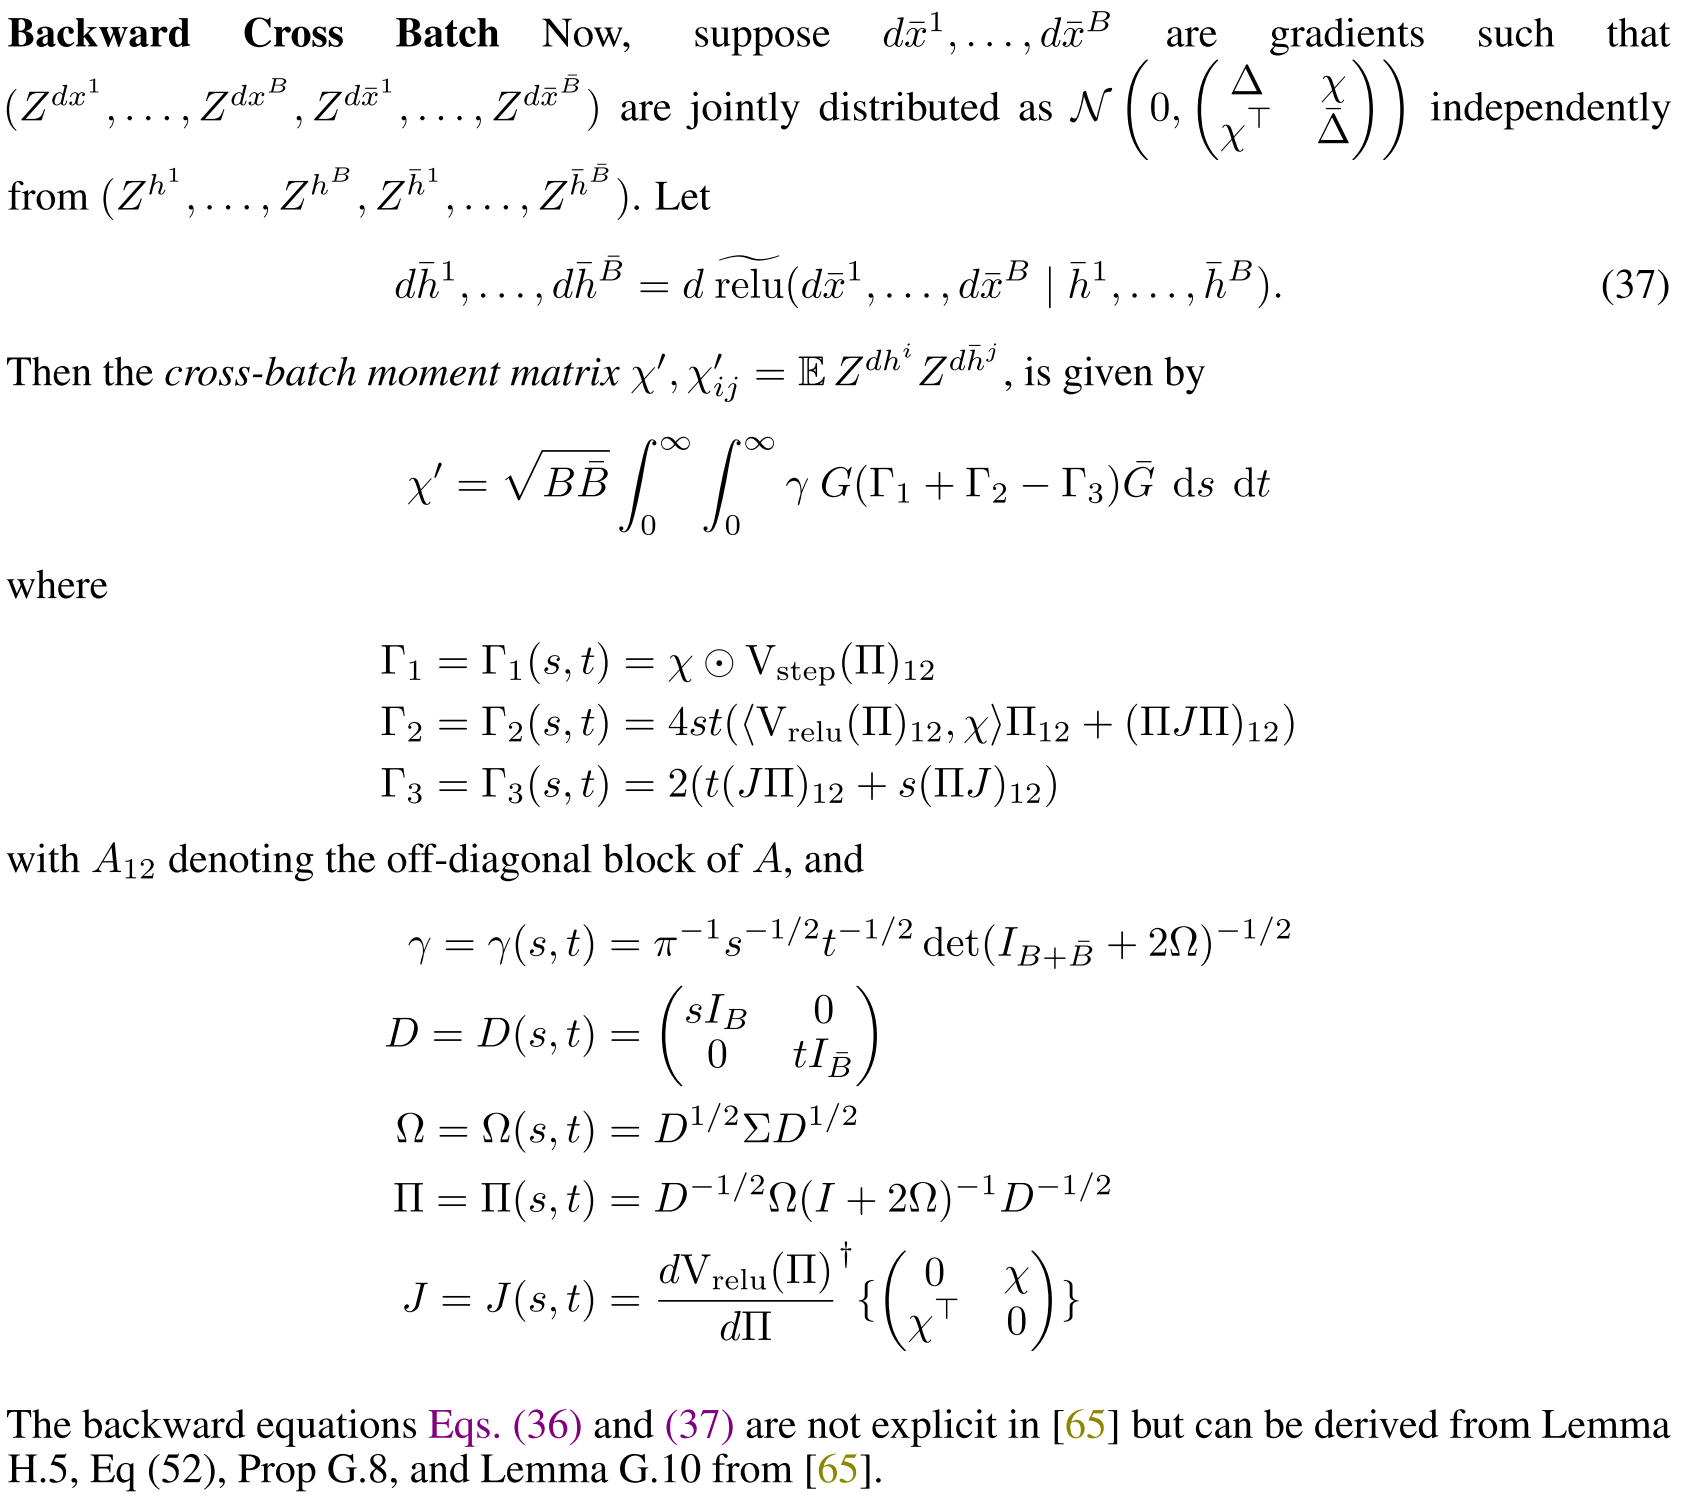 Backward Cross Batch Now, suppose $d\bar{x}^1, \ldots, d\bar{x}^B$ are gradients such that
$(Z^{dx^1}, \ldots, Z^{dx^B}, Z^{d\bar{x}^1}, \ldots, Z^{d\bar{x}^{\bar{B}}})$ are jointly distributed as $\mathcal{N}\left(0, \begin{pmatrix} \Delta & \chi \\ \chi^\top & \bar{\Delta} \end{pmatrix}\right)$ independently
from $(Z^{h^1}, \ldots, Z^{h^B}, Z^{\bar{h}^1}, \ldots, Z^{\bar{h}^{\bar{B}}})$. Let
$d\bar{h}^1, \ldots, d\bar{h}^{\bar{B}} = d\,\widetilde{\mathrm{relu}}(d\bar{x}^1, \ldots, d\bar{x}^B \mid \bar{h}^1, \ldots, \bar{h}^B).$ (37)
Then the cross-batch moment matrix $\chi', \chi'_{ij} = \mathbb{E}\, Z^{dh^i} Z^{d\bar{h}^j}$, is given by
$\chi' = \sqrt{B\bar{B}} \int_0^\infty \int_0^\infty \gamma\, G(\Gamma_1 + \Gamma_2 - \Gamma_3)\bar{G}\ \mathrm{d}s\ \mathrm{d}t$
where
$\Gamma_1 = \Gamma_1(s,t) = \chi \odot \mathrm{V}_{\mathrm{step}}(\Pi)_{12}$
$\Gamma_2 = \Gamma_2(s,t) = 4st(\langle \mathrm{V}_{\mathrm{relu}}(\Pi)_{12}, \chi \rangle \Pi_{12} + (\Pi J \Pi)_{12})$
$\Gamma_3 = \Gamma_3(s,t) = 2(t(J\Pi)_{12} + s(\Pi J)_{12})$
with $A_{12}$ denoting the off-diagonal block of $A$, and
$\gamma = \gamma(s,t) = \pi^{-1} s^{-1/2} t^{-1/2} \det(I_{B+\bar{B}} + 2\Omega)^{-1/2}$
$D = D(s,t) = \begin{pmatrix} sI_B & 0 \\ 0 & tI_{\bar{B}} \end{pmatrix}$
$\Omega = \Omega(s,t) = D^{1/2} \Sigma D^{1/2}$
$\Pi = \Pi(s,t) = D^{-1/2} \Omega (I + 2\Omega)^{-1} D^{-1/2}$
$J = J(s,t) = \frac{d\mathrm{V}_{\mathrm{relu}}(\Pi)}{d\Pi}^\dagger \{\begin{pmatrix} 0 & \chi \\ \chi^\top & 0 \end{pmatrix}\}$
The backward equations Eqs. (36) and (37) are not explicit in [65] but can be derived from Lemma
H.5, Eq (52), Prop G.8, and Lemma G.10 from [65].